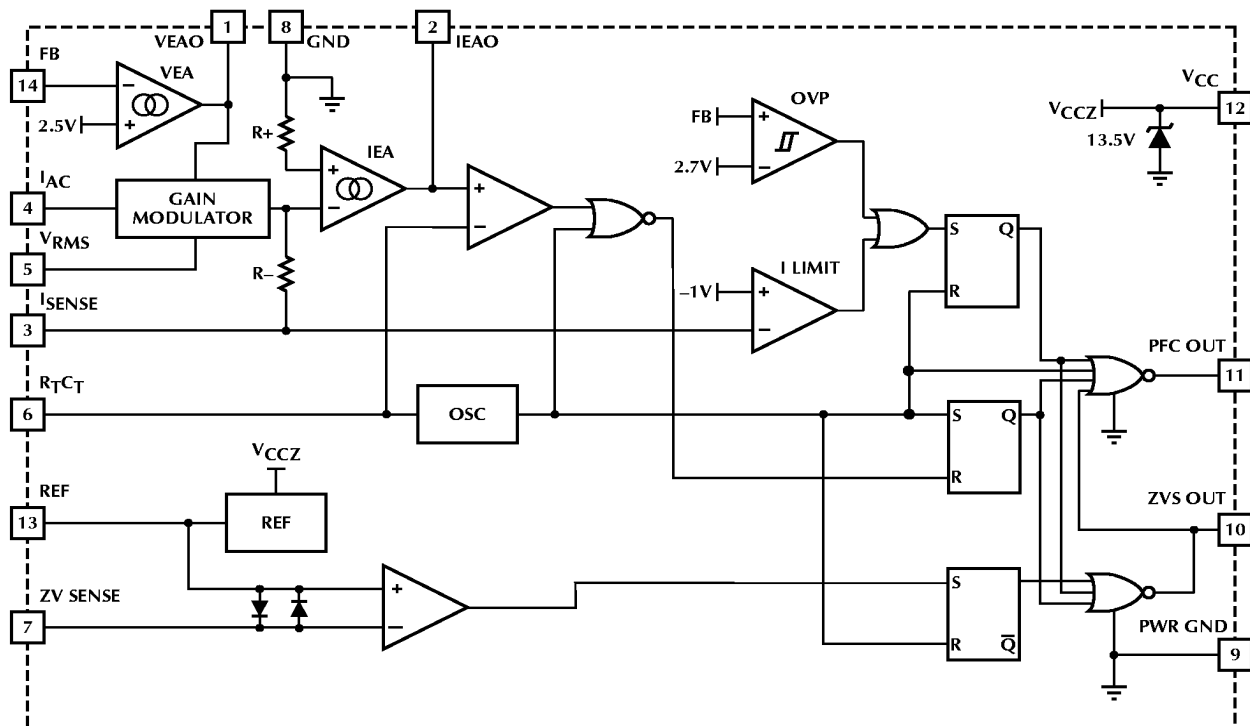 1
8
2
VEAO
GND
IEAO
FB
14
VEA
−
+
2.5V
R+
OVP
FB
+
2.7V
−
VCC
VCCZ
12
13.5V
IAC
4
GAIN
MODULATOR
IEA
+
−
+
−
VRMS
5
R−
S Q
R
I LIMIT
−1V
+
−
ISENSE
3
PFC OUT
11
RTCT
6
OSC
S Q
R
VCCZ
REF
13
REF
ZVS OUT
10
ZV SENSE
7
+
−
S
R Q̅
PWR GND
9